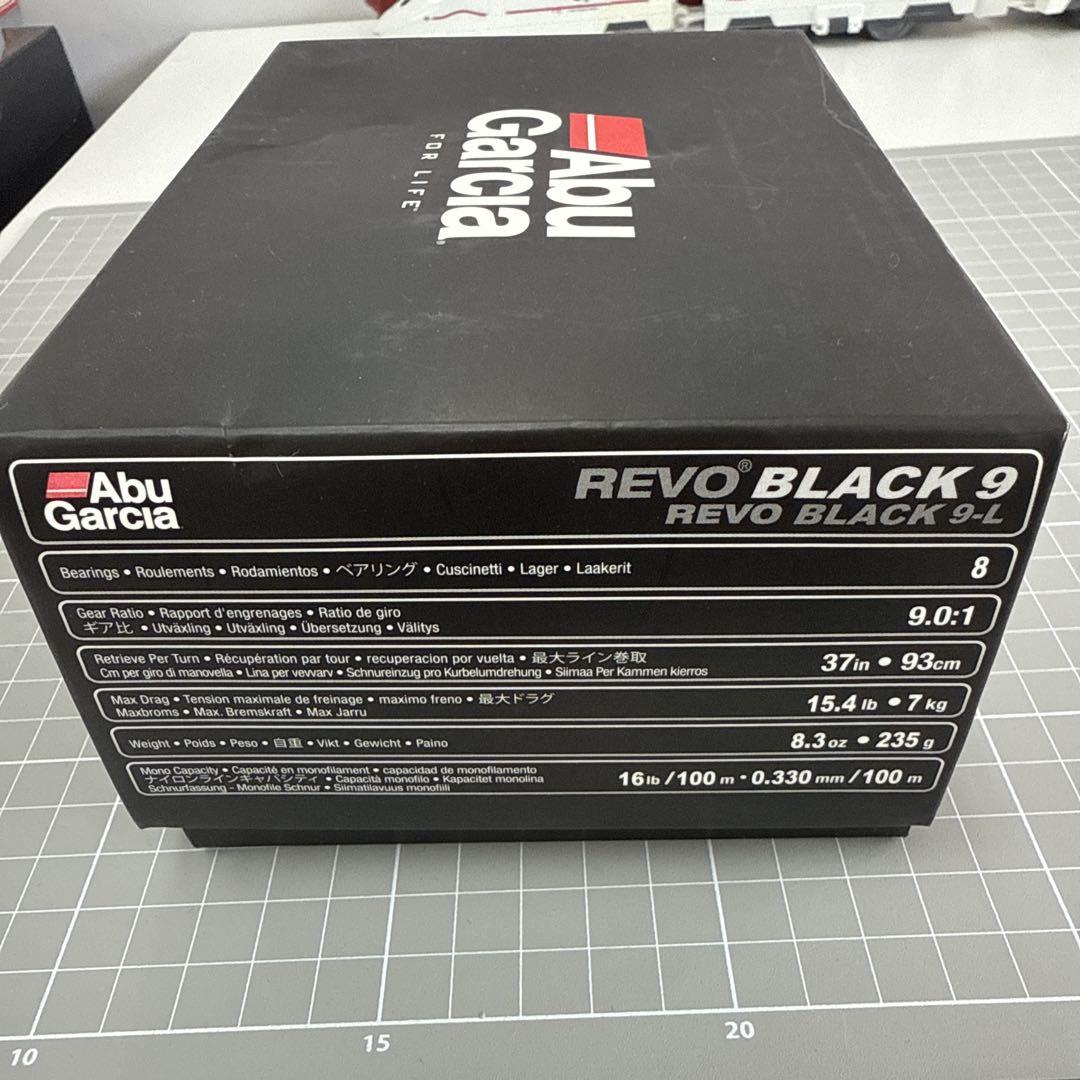 Abu
Garcia
FOR LIFE™
Abu
Garcia
REVO® BLACK 9
REVO BLACK 9-L
Bearings • Roulements • Rodamientos • ベアリング • Cuscinetti • Lager • Laakerit 8
Gear Ratio • Rapport d'engrenages • Ratio de giro
ギア比 • Utväxling • Utväxling • Übersetzung • Välitys 9.0:1
Retrieve Per Turn • Récupération par tour • recuperacion por vuelta • 最大ライン巻取
Cm per giro di manovella • Lina per vevvarv • Schnureinzug pro Kurbelumdrehung • Siimaa Per Kammen kierros 37in • 93cm
Max Drag • Tension maximale de freinage • maximo freno • 最大ドラグ
Maxbroms • Max. Bremskraft • Max Jarru 15.4 lb • 7 kg
Weight • Poids • Peso • 自重 • Vikt • Gewicht • Paino 8.3 oz • 235 g
Mono Capacity • Capacité en monofilament • capacidad de monofilamento
ナイロンラインキャパシティ • Capacità monofilo • Kapacitet monolina
Schnurfassung - Monofile Schnur • Siimatilavuus monofiili 16lb/100 m • 0.330 mm/100 m
10 15 20